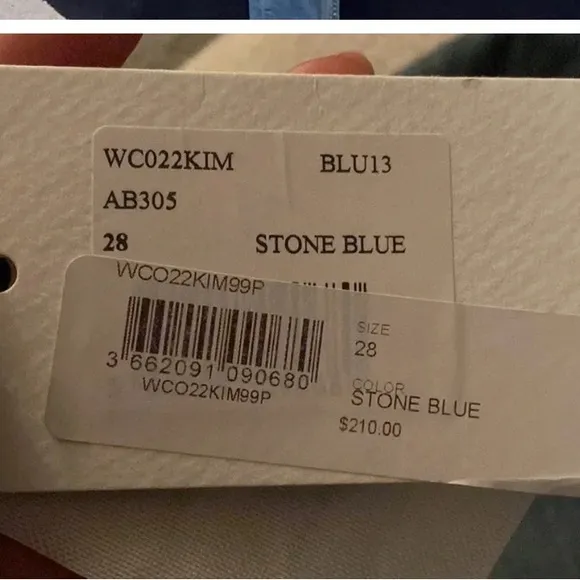 WC022KIM BLU13
AB305
28 STONE BLUE
WCO22KIM99P
3 662091 090680
WCO22KIM99P
SIZE
28
COLOR
STONE BLUE
$210.00